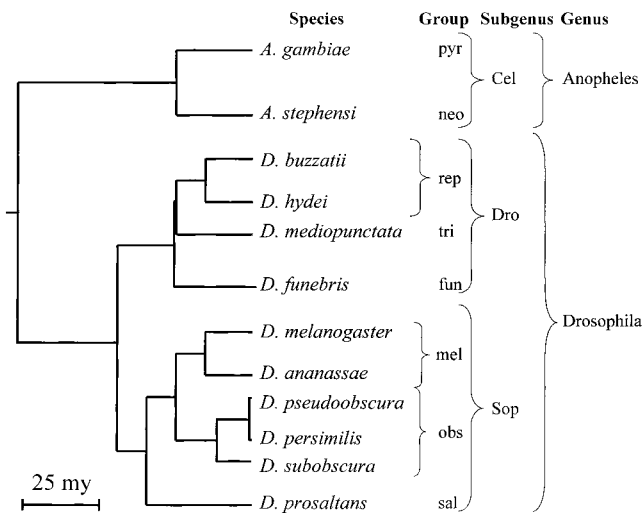 Species Group Subgenus Genus
A. gambiae pyr
Cel Anopheles
A. stephensi neo
D. buzzatii
rep
D. hydei
Dro
D. mediopunctata tri
D. funebris fun
Drosophila
D. melanogaster
mel
D. ananassae
D. pseudoobscura
Sop
obs
D. persimilis
D. subobscura
25 my
D. prosaltans sal